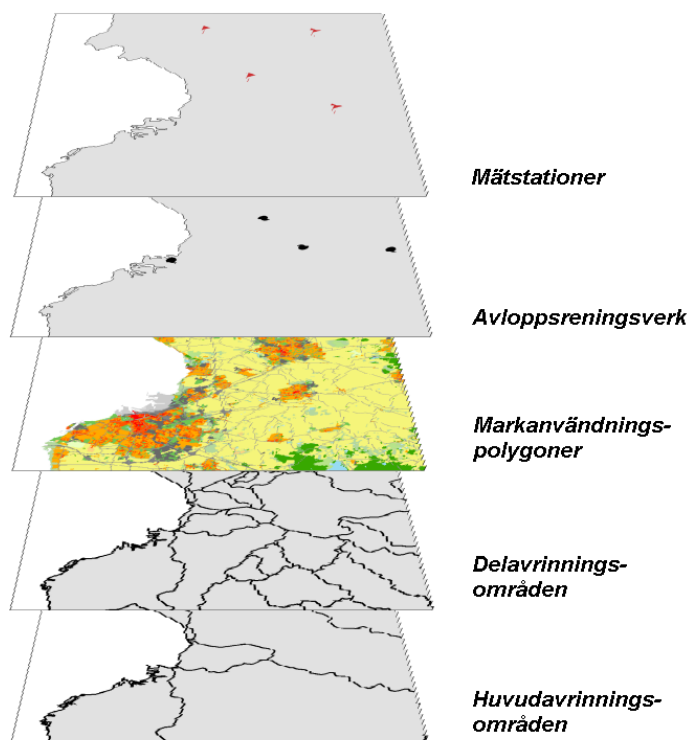 Mätstationer
Avloppsreningsverk
Markanvändnings-
polygoner
Delavrinnings-
områden
Huvudavrinnings-
områden